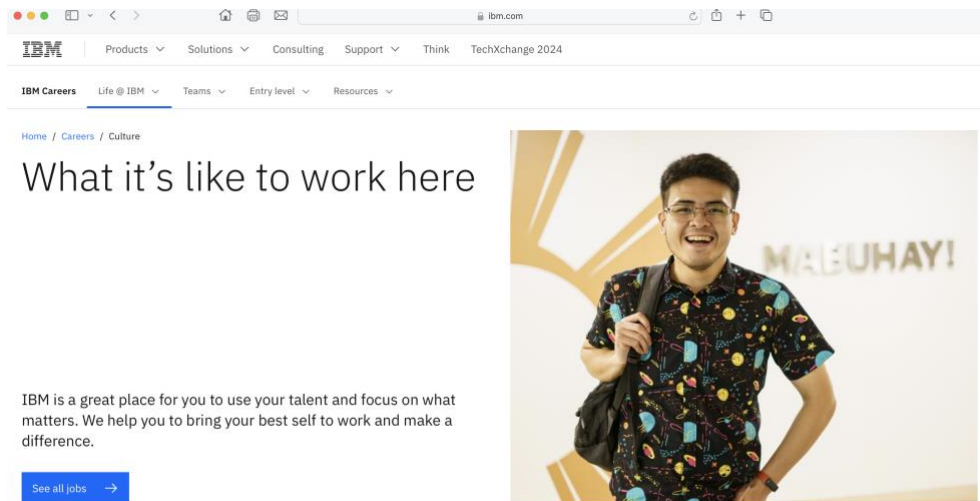 ibm.com
IBM Products Solutions Consulting Support Think TechXchange 2024
IBM Careers Life @ IBM Teams Entry level Resources
Home / Careers / Culture
What it's like to work here
MABUHAY!
IBM is a great place for you to use your talent and focus on what
matters. We help you to bring your best self to work and make a
difference.
See all jobs →